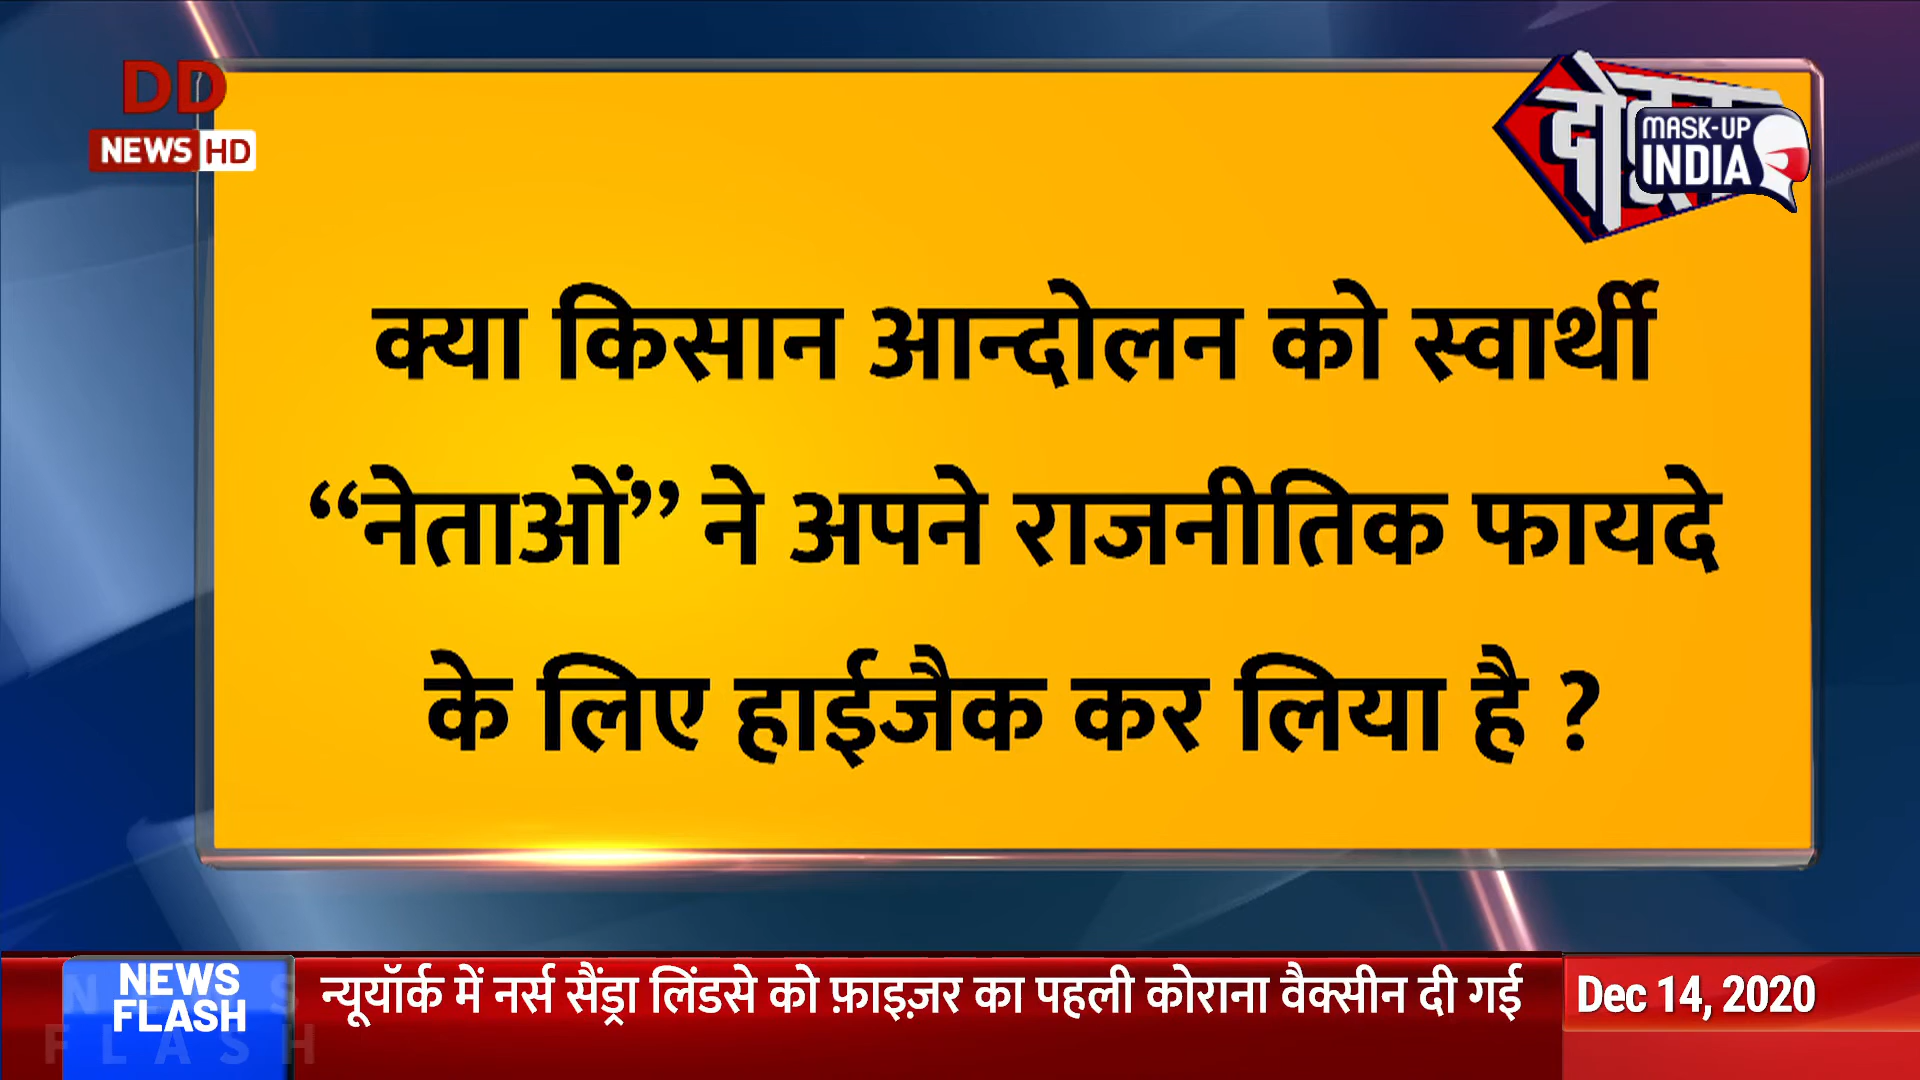 DD
NEWS HD
MASK-UP
INDIA
क्या किसान आन्दोलन को स्वार्थी
“नेताओं” ने अपने राजनीतिक फायदे
के लिए हाईजैक कर लिया है ?
NEWS
FLASH
न्यूयॉर्क में नर्स सैंड्रा लिंडसे को फ़ाइज़र का पहली कोराना वैक्सीन दी गई
Dec 14, 2020